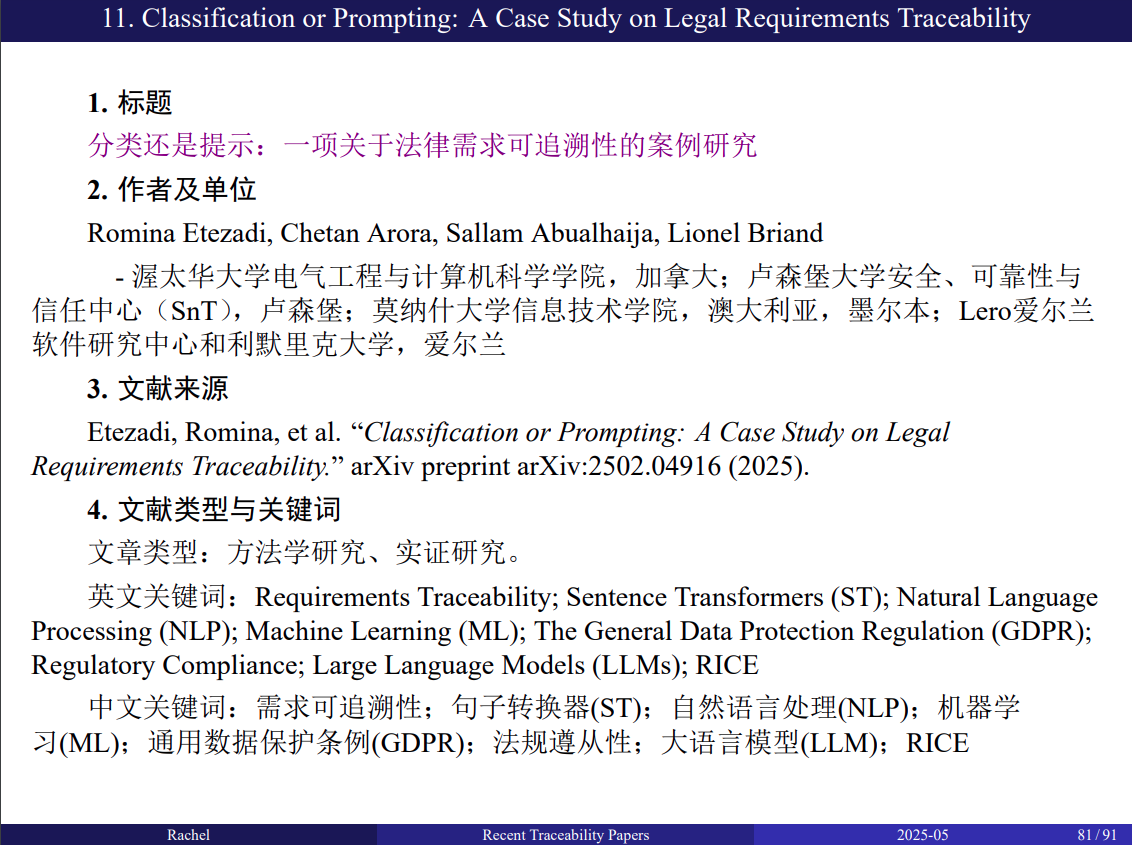 11. Classification or Prompting: A Case Study on Legal Requirements Traceability
1. 标题
分类还是提示：一项关于法律需求可追溯性的案例研究
2. 作者及单位
Romina Etezadi, Chetan Arora, Sallam Abualhaija, Lionel Briand
- 渥太华大学电气工程与计算机科学学院，加拿大；卢森堡大学安全、可靠性与
信任中心（SnT），卢森堡；莫纳什大学信息技术学院，澳大利亚，墨尔本；Lero爱尔兰
软件研究中心和利默里克大学，爱尔兰
3. 文献来源
Etezadi, Romina, et al. “Classification or Prompting: A Case Study on Legal
Requirements Traceability.” arXiv preprint arXiv:2502.04916 (2025).
4. 文献类型与关键词
文章类型：方法学研究、实证研究。
英文关键词：Requirements Traceability; Sentence Transformers (ST); Natural Language
Processing (NLP); Machine Learning (ML); The General Data Protection Regulation (GDPR);
Regulatory Compliance; Large Language Models (LLMs); RICE
中文关键词：需求可追溯性；句子转换器(ST)；自然语言处理(NLP)；机器学
习(ML)；通用数据保护条例(GDPR)；法规遵从性；大语言模型(LLM)；RICE
Rachel
Recent Traceability Papers
2025-05
81 / 91